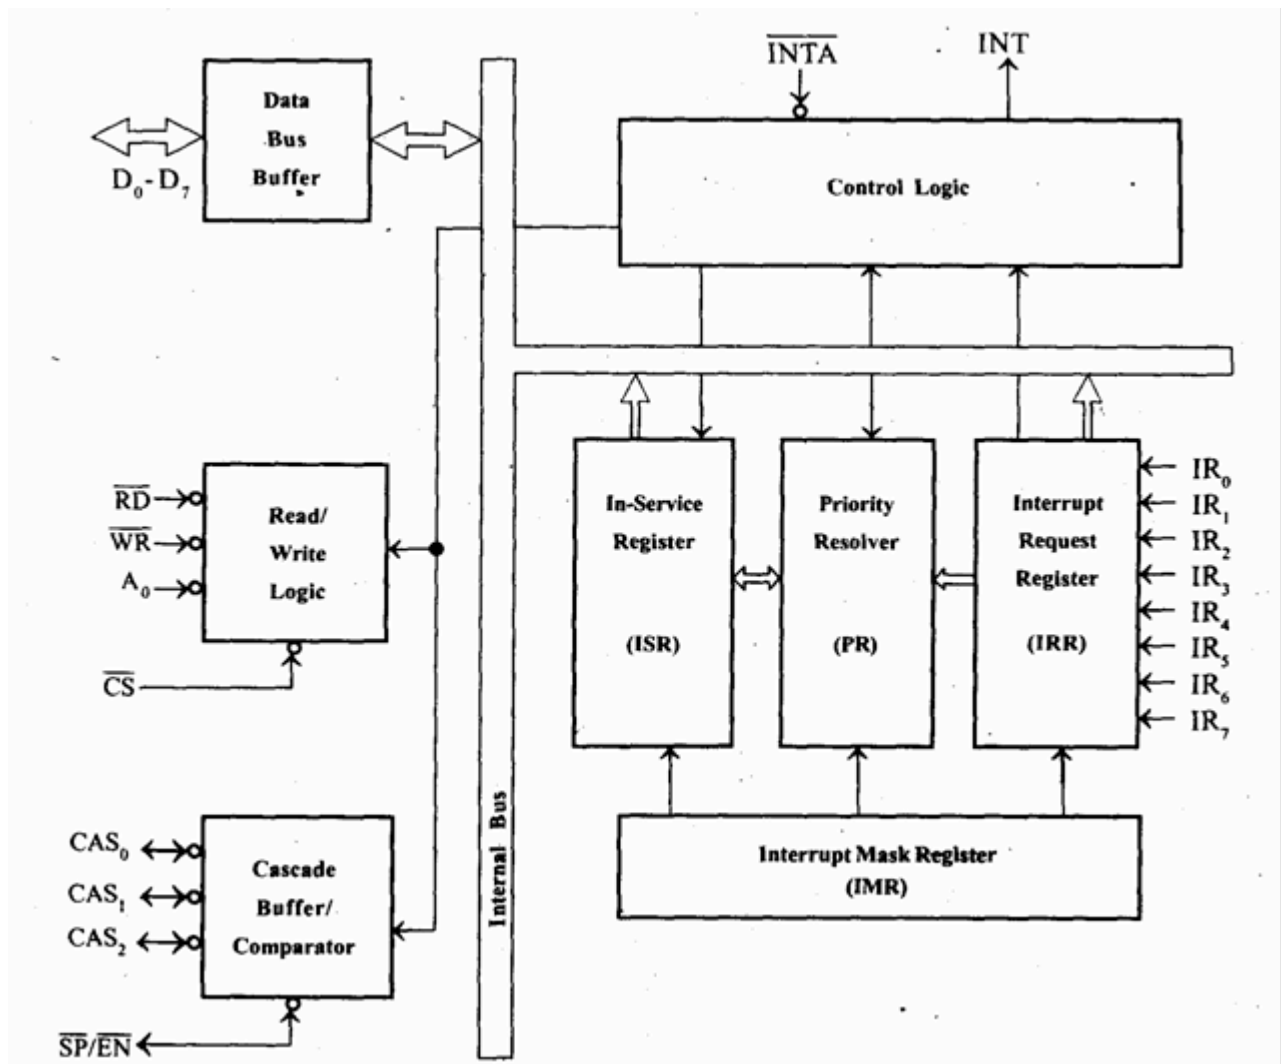 INTA
INT
Data
Bus
Buffer
D0-D7
Control Logic
RD
WR
A0
CS
Read/
Write
Logic
In-Service
Register
(ISR)
Priority
Resolver
(PR)
Interrupt
Request
Register
(IRR)
IR0
IR1
IR2
IR3
IR4
IR5
IR6
IR7
CAS0
CAS1
CAS2
Cascade
Buffer/
Comparator
SP/EN
Internal Bus
Interrupt Mask Register
(IMR)